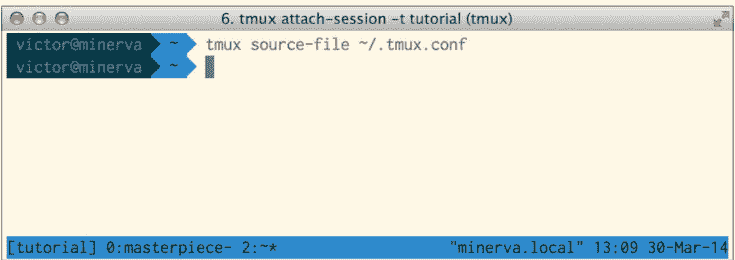 6. tmux attach-session -t tutorial (tmux)
victor@minerva ~ tmux source-file ~/.tmux.conf
victor@minerva ~
[tutorial] 0:masterpiece- 2:~* "minerva.local" 13:09 30-Mar-14